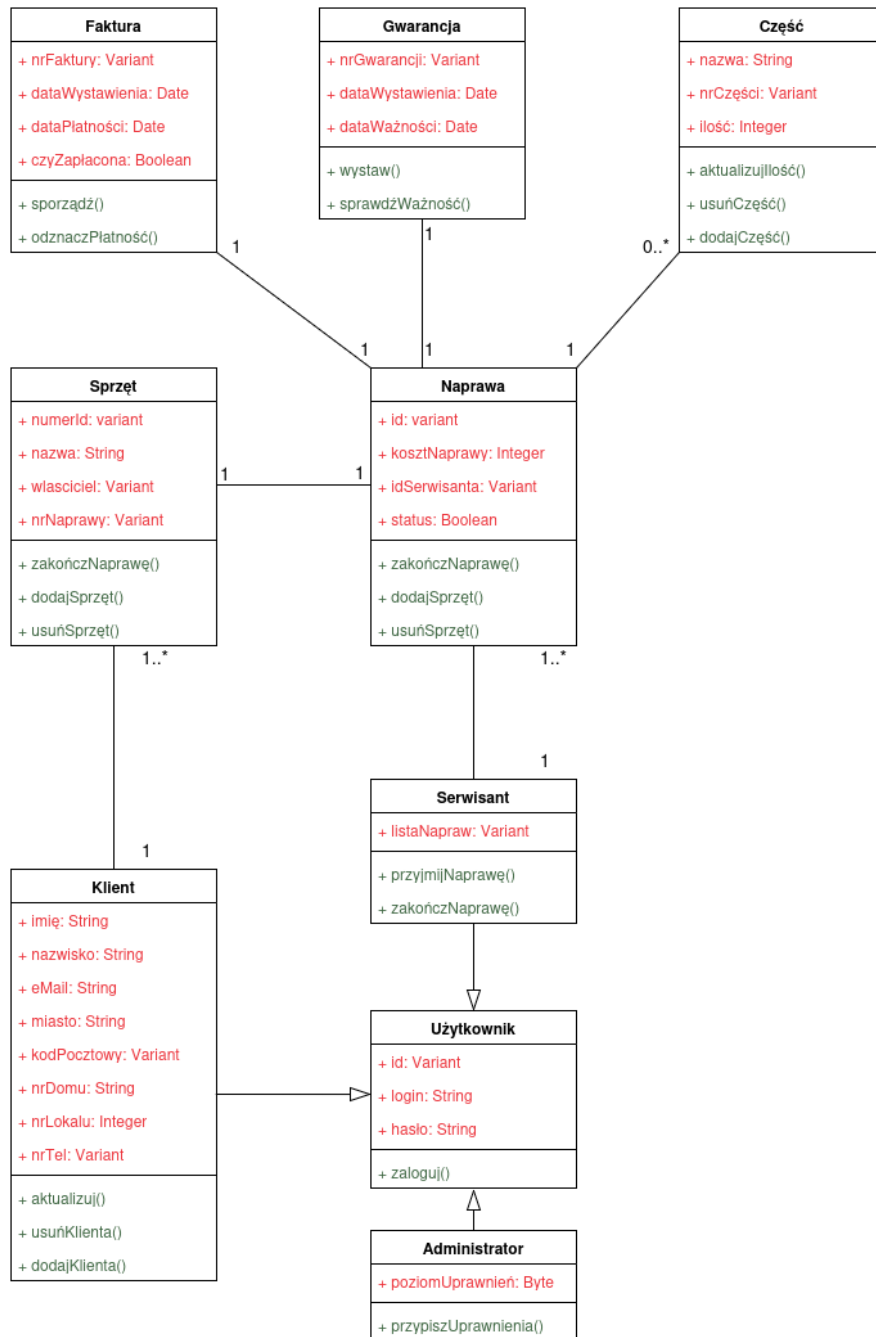 Faktura
+ nrFaktury: Variant
+ dataWystawienia: Date
+ dataPłatności: Date
+ czyZapłacona: Boolean
+ sporządź()
+ odznaczPłatność()
Gwarancja
+ nrGwarancji: Variant
+ dataWystawienia: Date
+ dataWażności: Date
+ wystaw()
+ sprawdźWażność()
Część
+ nazwa: String
+ nrCzęści: Variant
+ ilość: Integer
+ aktualizujIlość()
+ usuńCzęść()
+ dodajCzęść()
1
1
0..*
1
1
1
Sprzęt
+ numerId: variant
+ nazwa: String
+ wlasciciel: Variant
+ nrNaprawy: Variant
+ zakończNaprawę()
+ dodajSprzęt()
+ usuńSprzęt()
1
1
Naprawa
+ id: variant
+ kosztNaprawy: Integer
+ idSerwisanta: Variant
+ status: Boolean
+ zakończNaprawę()
+ dodajSprzęt()
+ usuńSprzęt()
1..*
1..*
1
1
Serwisant
+ listaNapraw: Variant
+ przyjmijNaprawę()
+ zakończNaprawę()
Klient
+ imię: String
+ nazwisko: String
+ eMail: String
+ miasto: String
+ kodPocztowy: Variant
+ nrDomu: String
+ nrLokalu: Integer
+ nrTel: Variant
+ aktualizuj()
+ usuńKlienta()
+ dodajKlienta()
Użytkownik
+ id: Variant
+ login: String
+ hasło: String
+ zaloguj()
Administrator
+ poziomUprawnień: Byte
+ przypiszUprawnienia()